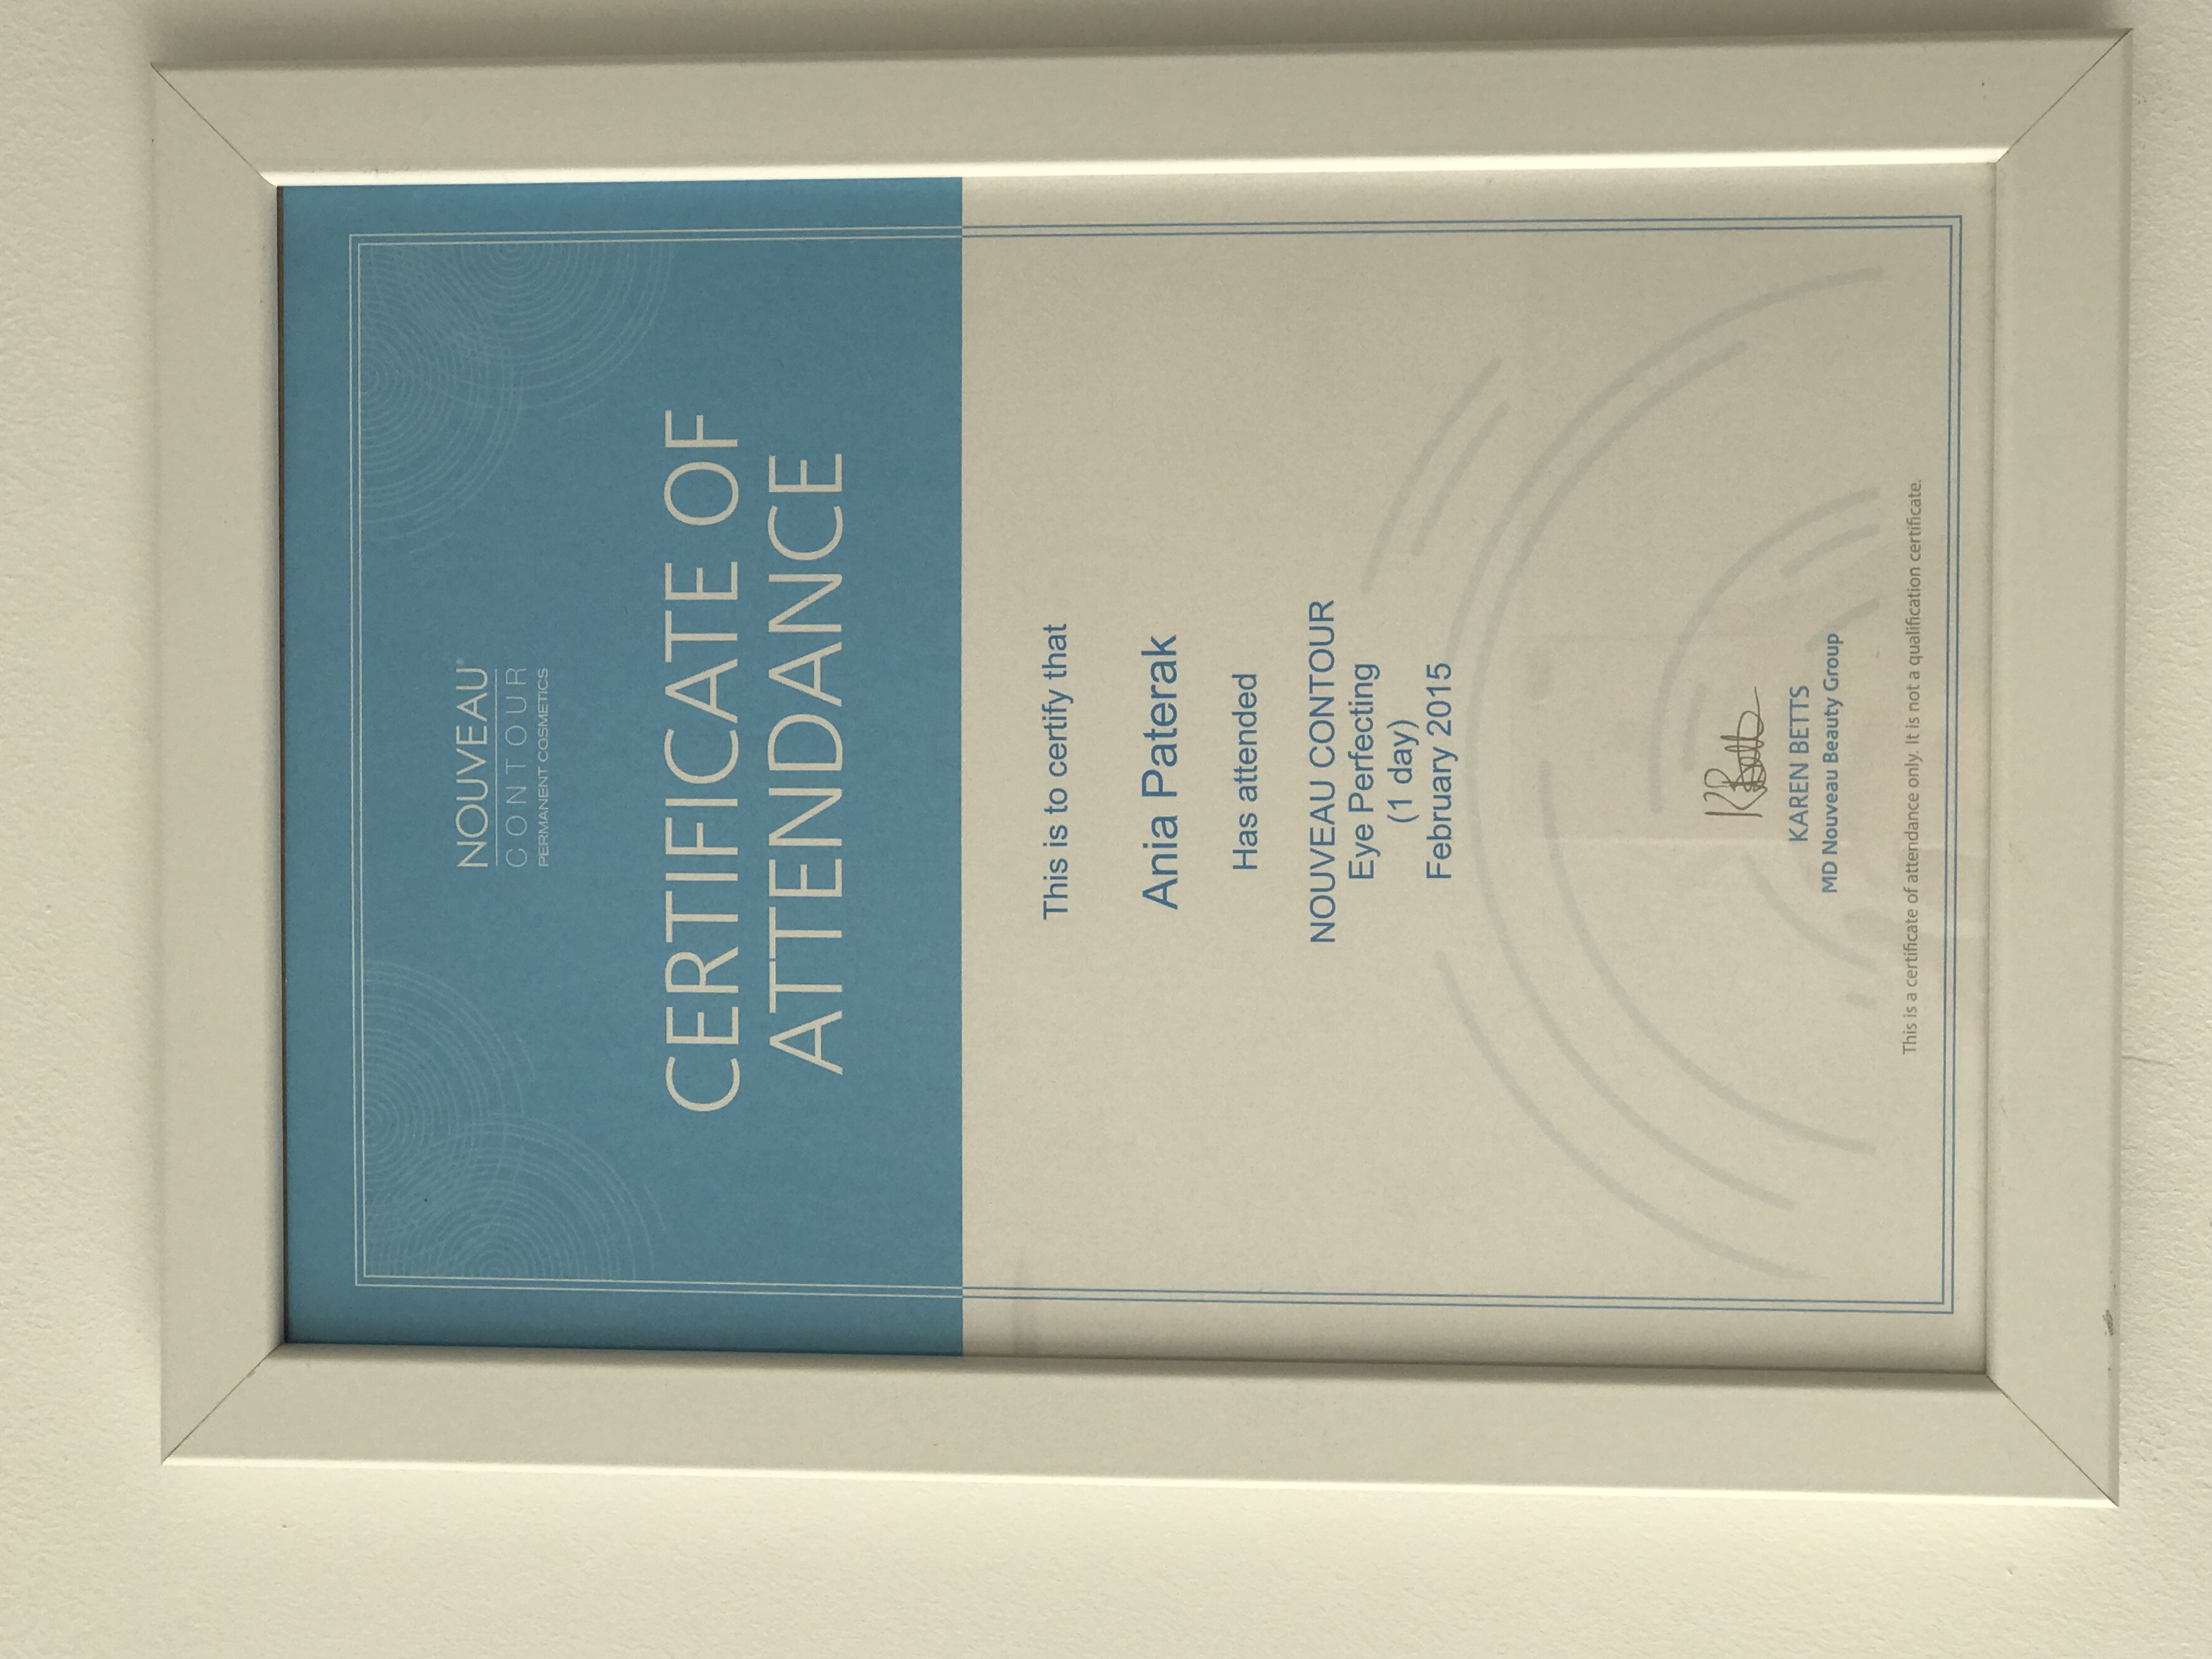 NOUVEAU®
CONTOUR
PERMANENT COSMETICS
CERTIFICATE OF
ATTENDANCE
This is to certify that
Ania Paterak
Has attended
NOUVEAU CONTOUR
Eye Perfecting
(1 day)
February 2015
KBetts
KAREN BETTS
MD Nouveau Beauty Group
This is a certificate of attendance only. It is not a qualification certificate.